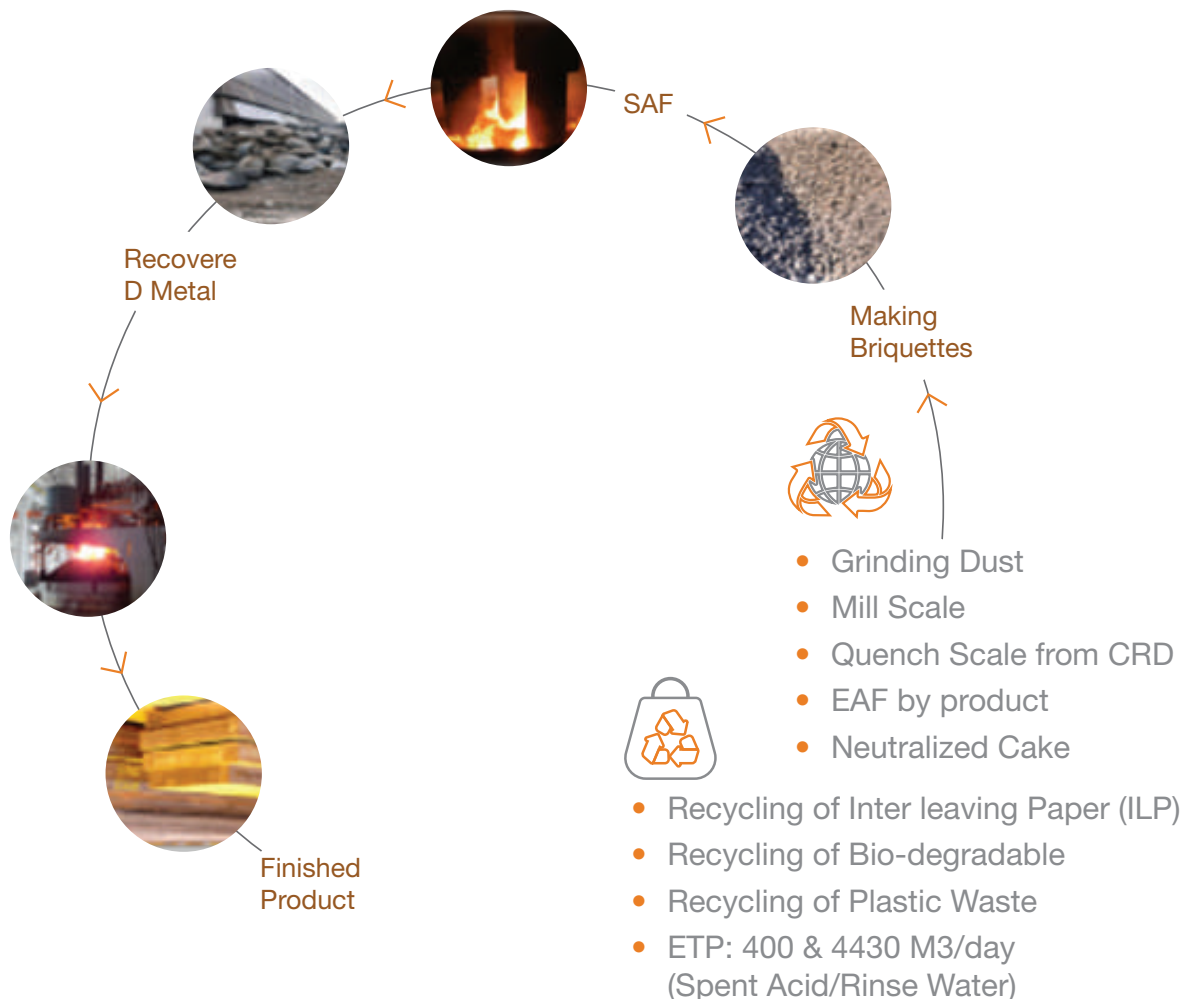 SAF
Recovere
D Metal
Making
Briquettes
• Grinding Dust
• Mill Scale
• Quench Scale from CRD
• EAF by product
• Neutralized Cake
• Recycling of Inter leaving Paper (ILP)
• Recycling of Bio-degradable
• Recycling of Plastic Waste
• ETP: 400 & 4430 M3/day
(Spent Acid/Rinse Water)
Finished
Product